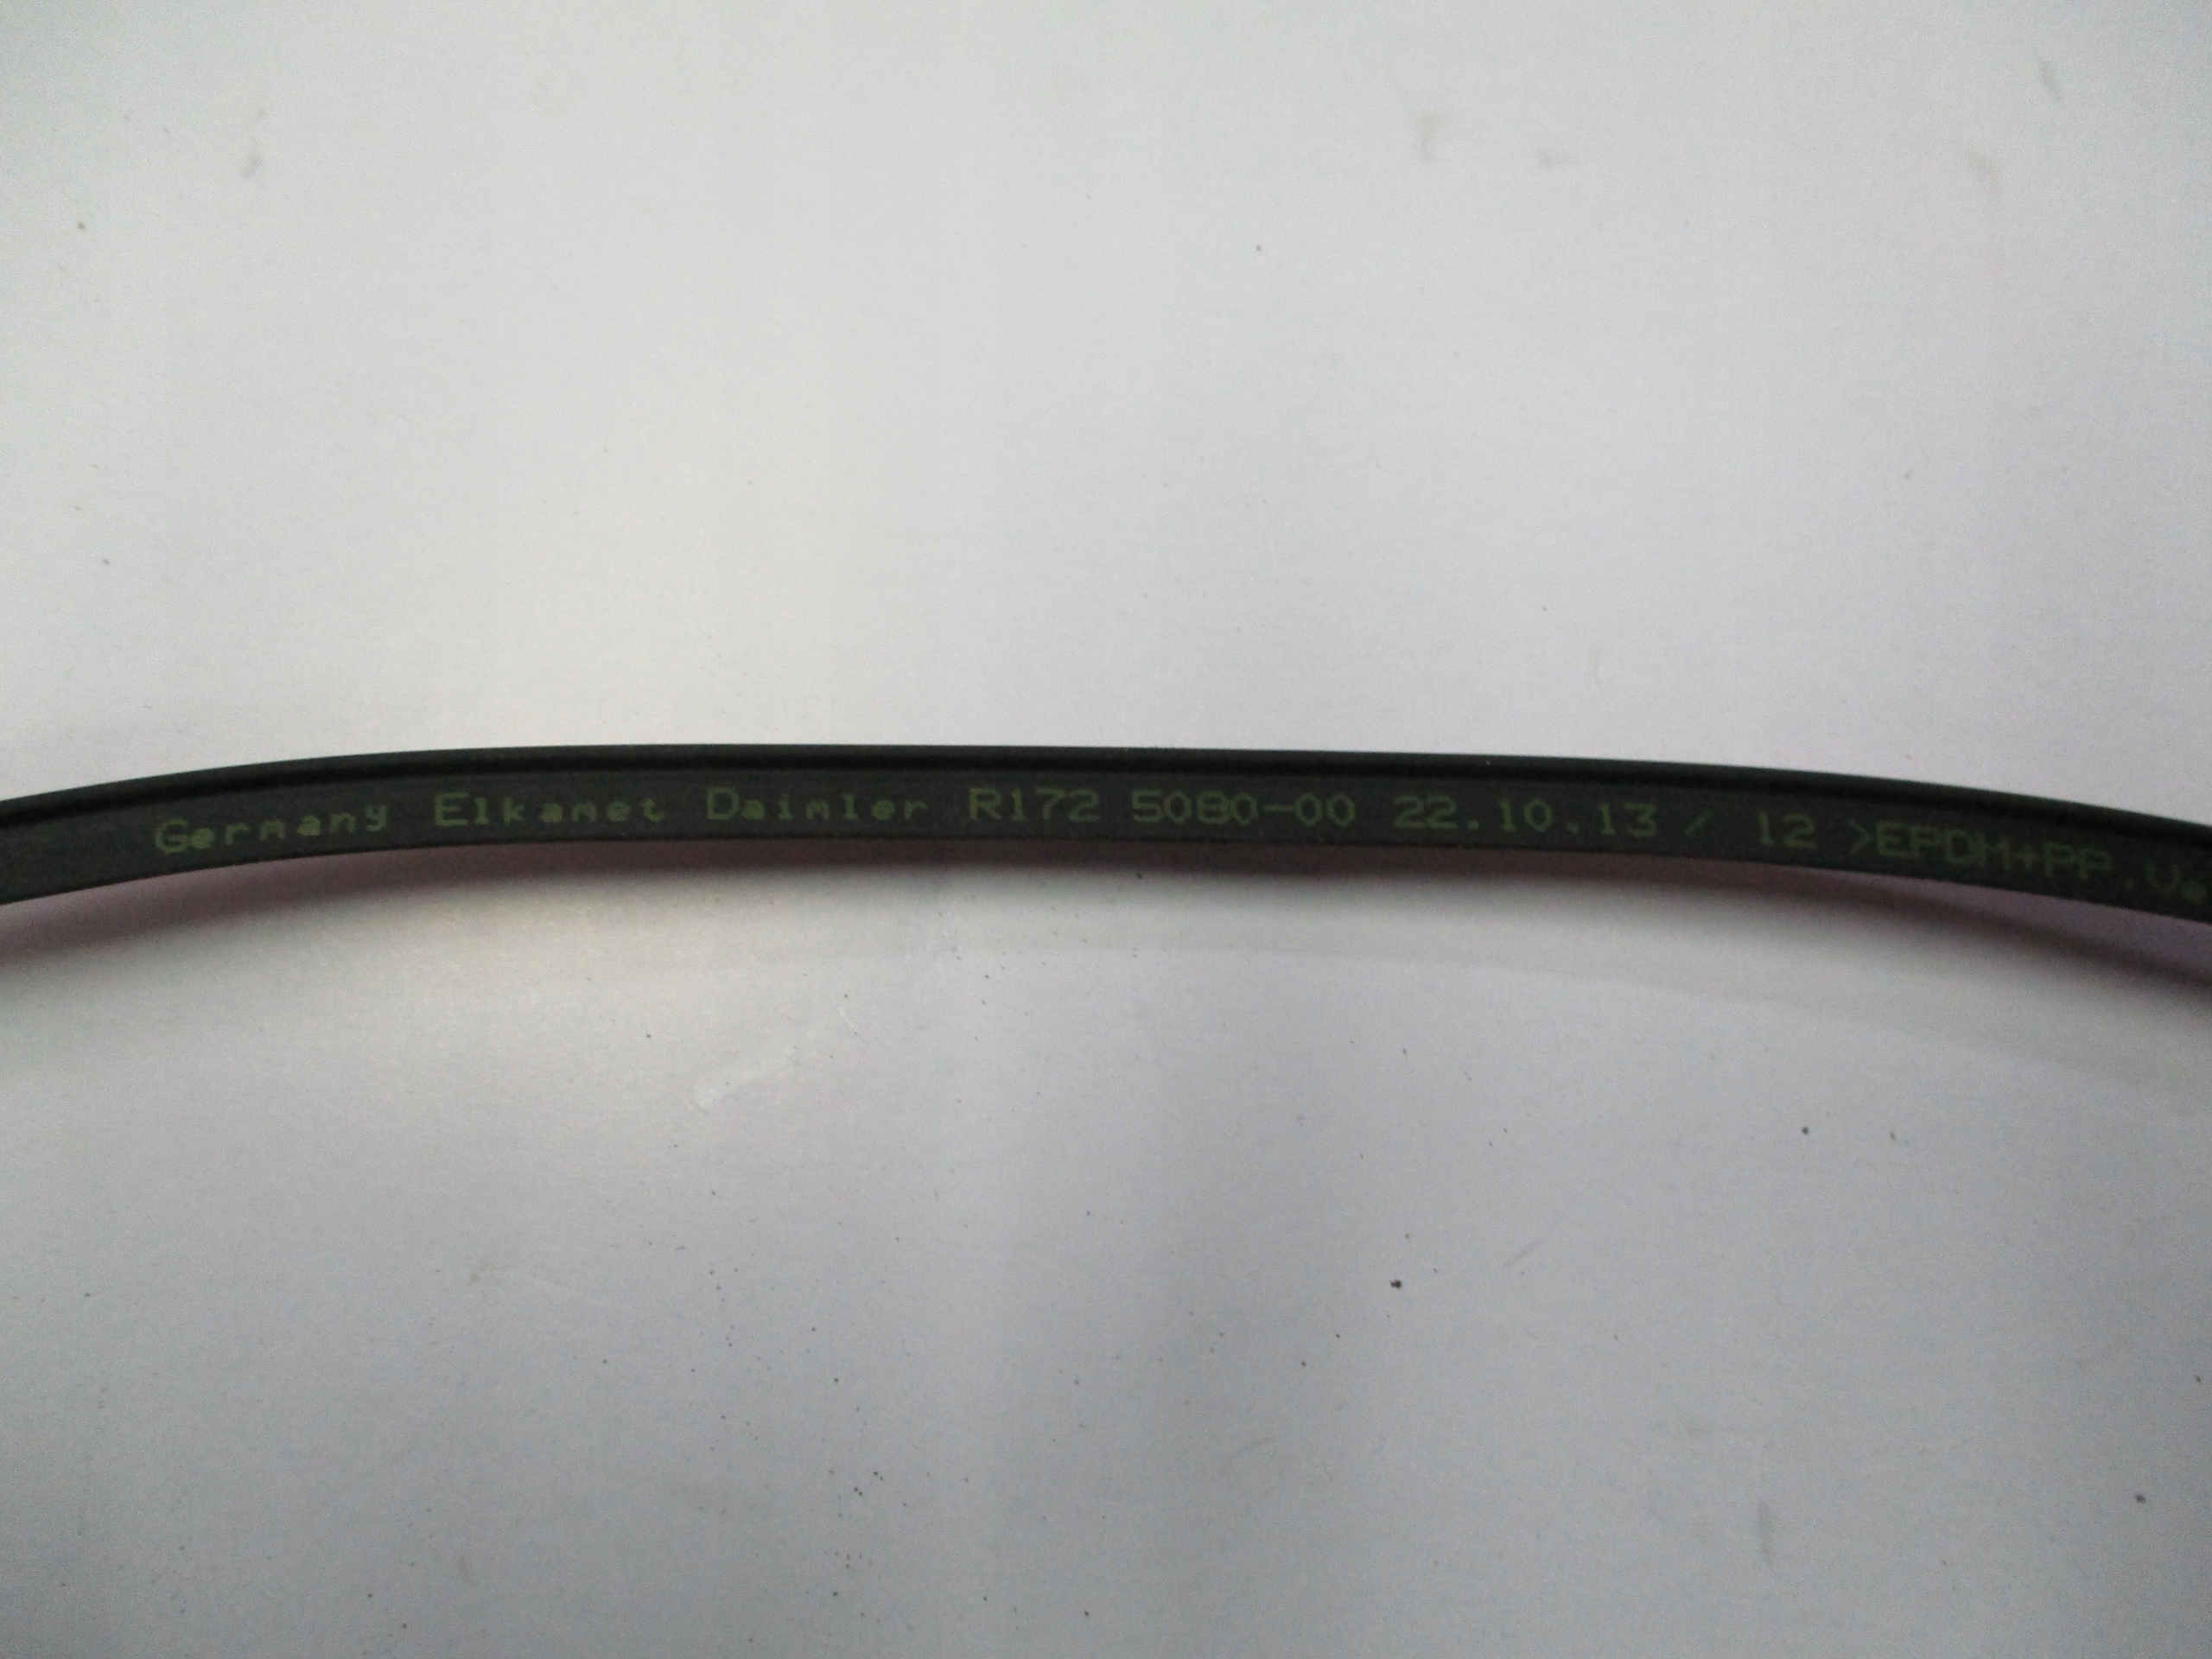 Germany Elkamet Daimler R172 5080-00 22.10.13 / 12 >EPDM+PP,